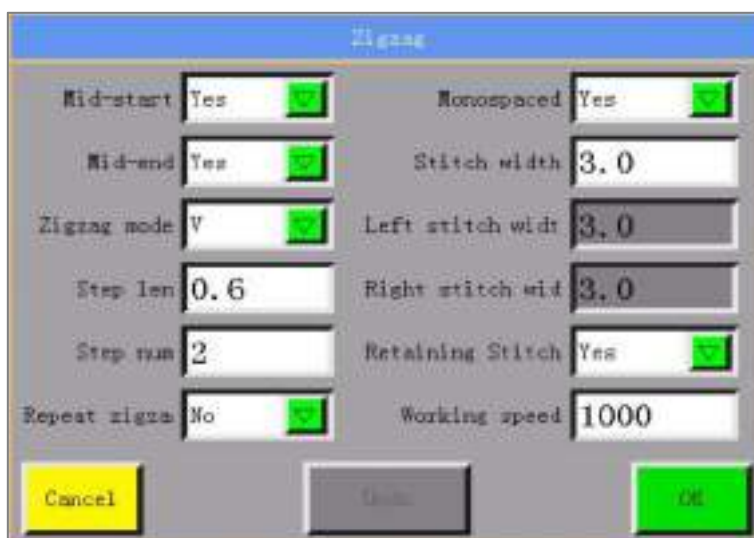 Zigzag
Mid-start Yes
Monospaced Yes
Mid-end Yes
Stitch width 3.0
Zigzag mode V
Left stitch widt 3.0
Step len 0.6
Right stitch wid 3.0
Step num 2
Retaining Stitch Yes
Repeat zigza No
Working speed 1000
Cancel
OK